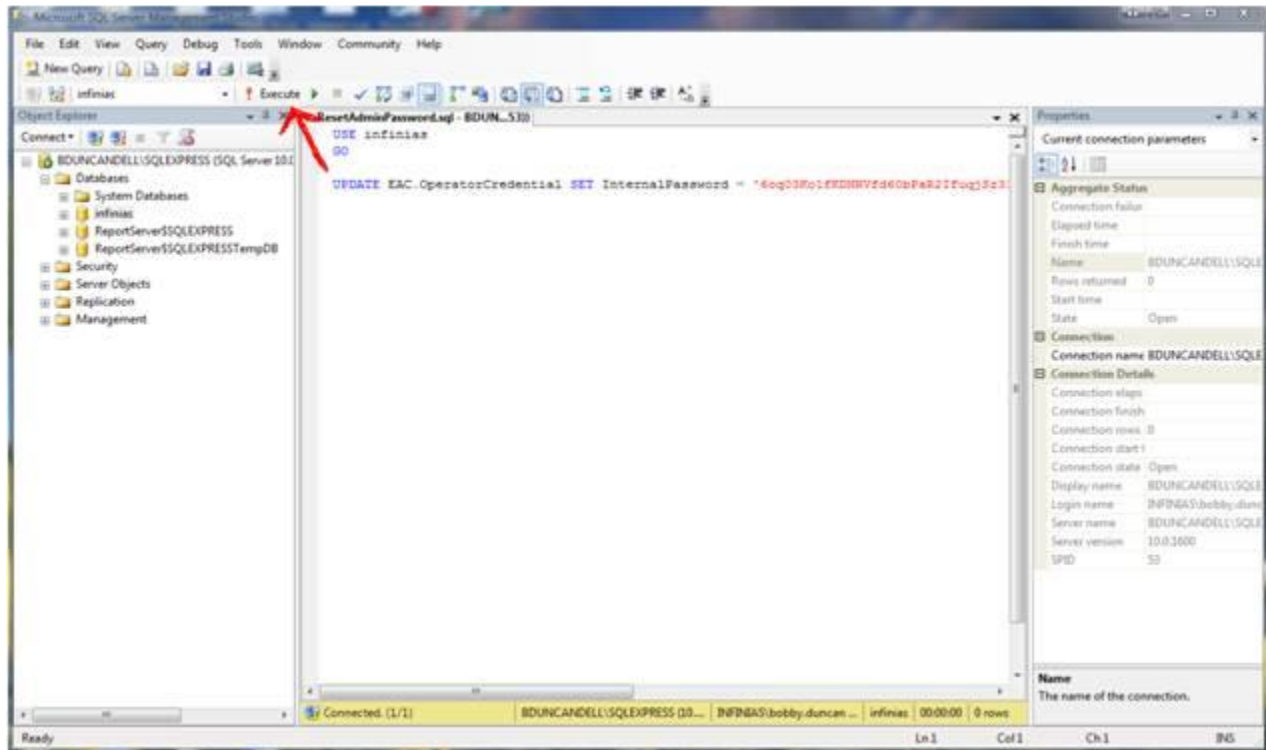 Microsoft SQL Server Management Studio
File Edit View Query Debug Tools Window Community Help
New Query
infinias
Execute
Object Explorer
Connect
BDUNCANDELL\SQLEXPRESS (SQL Server 10.0
Databases
System Databases
infinias
ReportServer$SQLEXPRESS
ReportServer$SQLEXPRESSTempDB
Security
Server Objects
Replication
Management
ResetAdminPassword.sql - BDUN...53))
USE infinias
GO
UPDATE EAC.OperatorCredential SET InternalPassword =
Properties
Current connection parameters
Aggregate Status
Connection failur
Elapsed time
Finish time
Name BDUNCANDELL\SQLE
Rows returned 0
Start time
State Open
Connection
Connection name BDUNCANDELL\SQLE
Connection Details
Connection elaps
Connection finish
Connection rows 0
Connection start t
Connection state Open
Display name BDUNCANDELL\SQLE
Login name INFINIAS\bobby.dunc
Server name BDUNCANDELL\SQLE
Server version 10.0.1600
SPID 53
Name
The name of the connection.
Connected. (1/1) BDUNCANDELL\SQLEXPRESS (10.... INFINIAS\bobby.duncan ... infinias 00:00:00 0 rows
Ready Ln 1 Col 1 Ch 1 INS